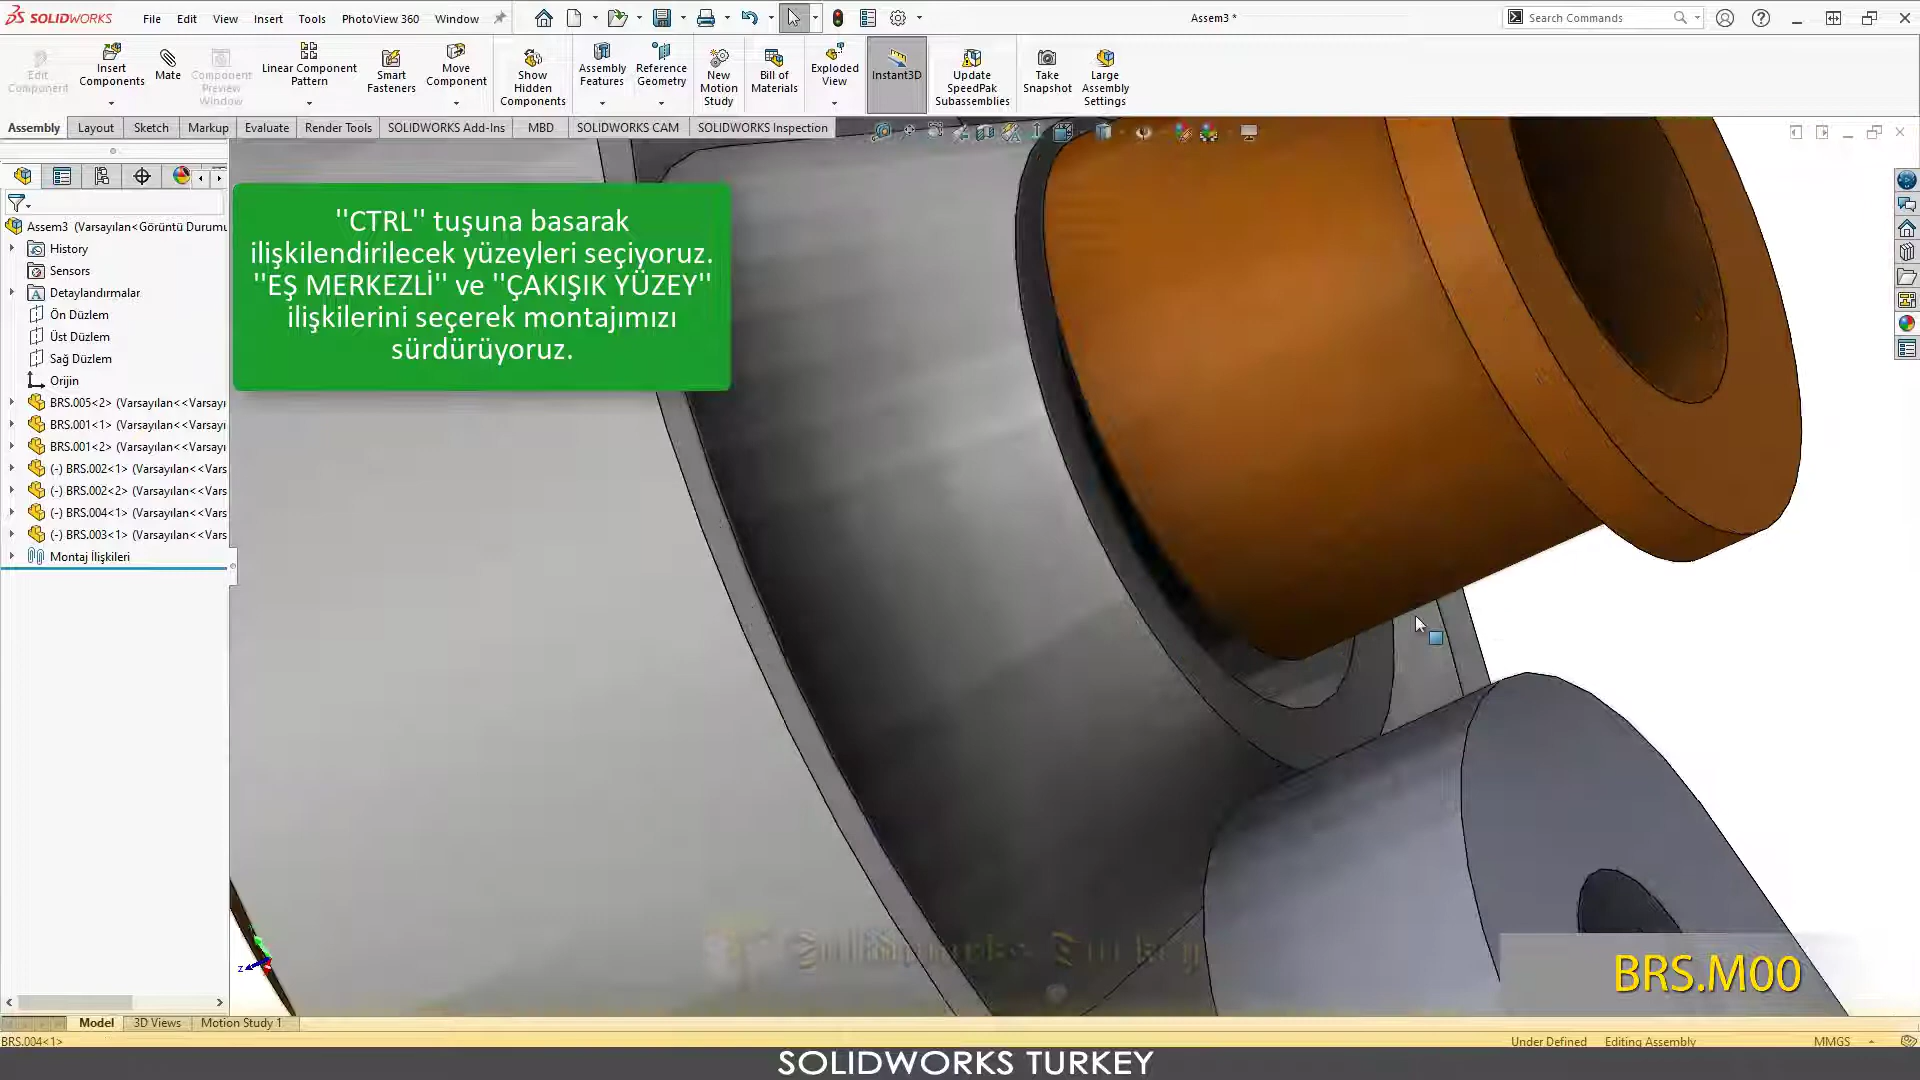 SOLIDWORKS
File Edit View Insert Tools PhotoView 360 Window
Assem3 *
Search Commands
Edit Component
Insert Components
Mate
Component Preview Window
Linear Component Pattern
Smart Fasteners
Move Component
Show Hidden Components
Assembly Features
Reference Geometry
New Motion Study
Bill of Materials
Exploded View
Instant3D
Update SpeedPak Subassemblies
Take Snapshot
Large Assembly Settings
Assembly Layout Sketch Markup Evaluate Render Tools SOLIDWORKS Add-Ins MBD SOLIDWORKS CAM SOLIDWORKS Inspection
"CTRL" tuşuna basarak
ilişkilendirilecek yüzeyleri seçiyoruz.
"EŞ MERKEZLİ" ve "ÇAKIŞIK YÜZEY"
ilişkilerini seçerek montajımızı
sürdürüyoruz.
Assem3 (Varsayılan<Görüntü Durumu
History
Sensors
Detaylandırmalar
Ön Düzlem
Üst Düzlem
Sağ Düzlem
Orijin
BRS.005<2> (Varsayılan<<Varsayı
BRS.001<1> (Varsayılan<<Varsayı
BRS.001<2> (Varsayılan<<Varsayı
(-) BRS.002<1> (Varsayılan<<Vars
(-) BRS.002<2> (Varsayılan<<Vars
(-) BRS.004<1> (Varsayılan<<Vars
(-) BRS.003<1> (Varsayılan<<Vars
Montaj İlişkileri
z
Solidworks Turkey
BRS.M00
Model 3D Views Motion Study 1
BRS.004<1>
Under Defined Editing Assembly MMGS
SOLIDWORKS TURKEY